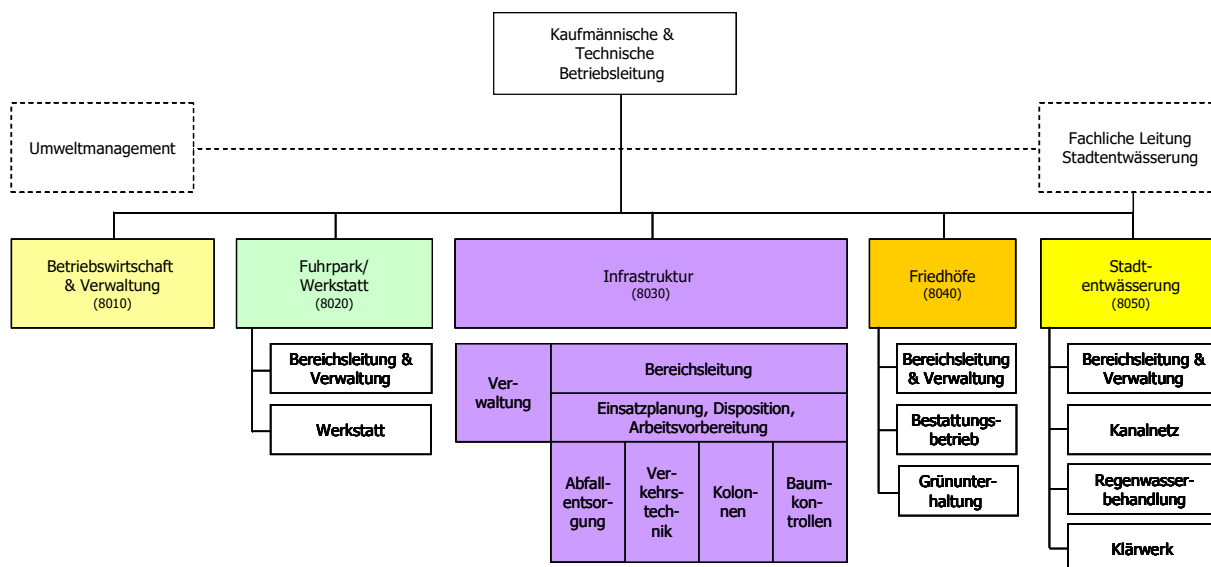 Kaufmännische &
Technische
Betriebsleitung
Umweltmanagement
Fachliche Leitung
Stadtentwässerung
Betriebswirtschaft
& Verwaltung
(8010)
Fuhrpark/
Werkstatt
(8020)
Infrastruktur
(8030)
Friedhöfe
(8040)
Stadt-
entwässerung
(8050)
Bereichsleitung &
Verwaltung
Werkstatt
Ver-
waltung
Bereichsleitung
Einsatzplanung, Disposition,
Arbeitsvorbereitung
Abfall-
entsor-
gung
Ver-
kehrs-
tech-
nik
Kolon-
nen
Baum-
kon-
trollen
Bereichsleitung
& Verwaltung
Bestattungs-
betrieb
Grünunter-
haltung
Bereichsleitung &
Verwaltung
Kanalnetz
Regenwasser-
behandlung
Klärwerk